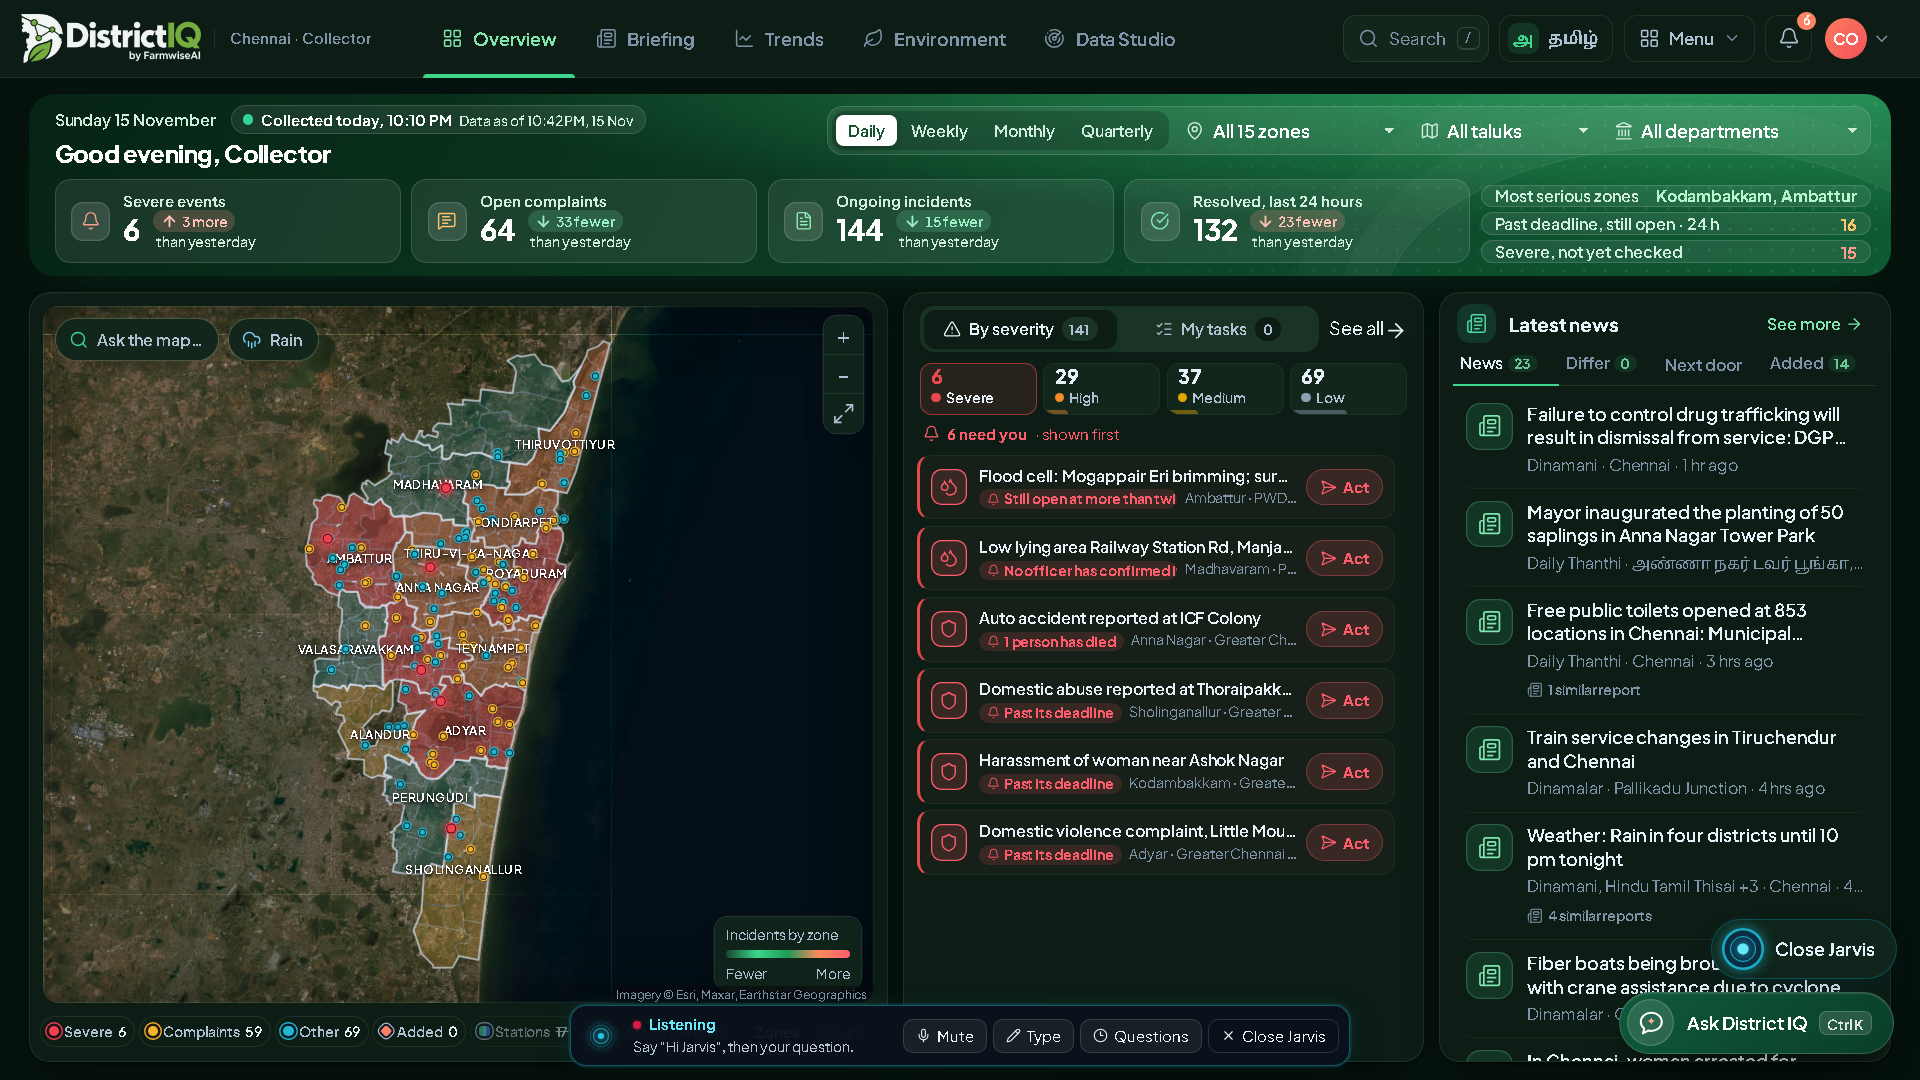 DistrictIQ
by FarmwiseAI
Chennai · Collector
Overview
Briefing
Trends
Environment
Data Studio
Search /
அ தமிழ்
Menu
6
CO
Sunday 15 November
Collected today, 10:10 PM Data as of 10:42PM, 15 Nov
Good evening, Collector
Daily Weekly Monthly Quarterly
All 15 zones
All taluks
All departments
Severe events
6 ↑ 3 more
than yesterday
Open complaints
64 ↓ 33 fewer
than yesterday
Ongoing incidents
144 ↓ 15 fewer
than yesterday
Resolved, last 24 hours
132 ↓ 23 fewer
than yesterday
Most serious zones Kodambakkam, Ambattur
Past deadline, still open · 24 h 16
Severe, not yet checked 15
Ask the map...
Rain
+
−
THIRUVOTTIYUR
MADHAVARAM
TONDIARPET
AMBATTUR
THIRU-VI-KA-NAGAR
ROYAPURAM
ANNA NAGAR
VALASARAVAKKAM
TEYNAMPET
ALANDUR
ADYAR
PERUNGUDI
SHOLINGANALLUR
Incidents by zone
Fewer More
Imagery © Esri, Maxar, Earthstar Geographics
Severe 6
Complaints 59
Other 69
Added 0
Stations 17
By severity 141
My tasks 0
See all →
6
Severe
29
High
37
Medium
69
Low
6 need you · shown first
Flood cell: Mogappair Eri brimming; sur...
Still open at more than twi Ambattur · PWD...
Act
Low lying area Railway Station Rd, Manja...
No officer has confirmed i Madhavaram · P...
Act
Auto accident reported at ICF Colony
1 person has died Anna Nagar · Greater Ch...
Act
Domestic abuse reported at Thoraipakk...
Past its deadline Sholinganallur · Greater ...
Act
Harassment of woman near Ashok Nagar
Past its deadline Kodambakkam · Greate...
Act
Domestic violence complaint, Little Mou...
Past its deadline Adyar · Greater Chennai ...
Act
Latest news
See more →
News 23
Differ 0
Next door
Added 14
Failure to control drug trafficking will
result in dismissal from service: DGP...
Dinamani · Chennai · 1 hr ago
Mayor inaugurated the planting of 50
saplings in Anna Nagar Tower Park
Daily Thanthi · அண்ணா நகர் டவர் பூங்கா,...
Free public toilets opened at 853
locations in Chennai: Municipal...
Daily Thanthi · Chennai · 3 hrs ago
1 similar report
Train service changes in Tiruchendur
and Chennai
Dinamalar · Pallikadu Junction · 4 hrs ago
Weather: Rain in four districts until 10
pm tonight
Dinamani, Hindu Tamil Thisai +3 · Chennai · 4...
4 similar reports
Fiber boats being brou
with crane assistance due to cyclone
Dinamalar ·
In Chennai, woman arrested for
Close Jarvis
Ask District IQ Ctrl K
Listening
Say "Hi Jarvis", then your question.
Mute
Type
Questions
Close Jarvis